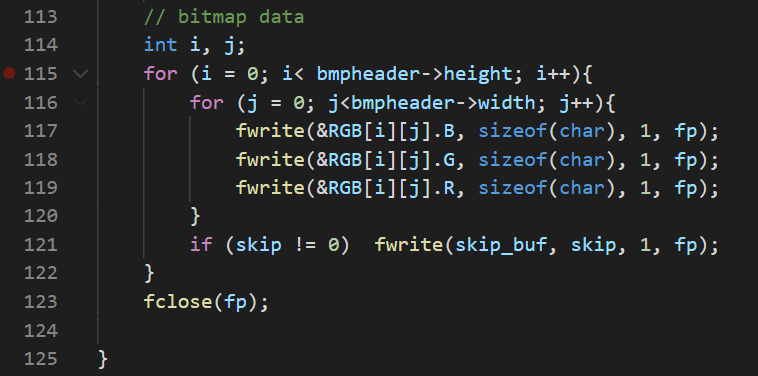 113 // bitmap data
114 int i, j;
115 for (i = 0; i< bmpheader->height; i++){
116 for (j = 0; j<bmpheader->width; j++){
117 fwrite(&RGB[i][j].B, sizeof(char), 1, fp);
118 fwrite(&RGB[i][j].G, sizeof(char), 1, fp);
119 fwrite(&RGB[i][j].R, sizeof(char), 1, fp);
120 }
121 if (skip != 0)  fwrite(skip_buf, skip, 1, fp);
122 }
123 fclose(fp);
124
125 }